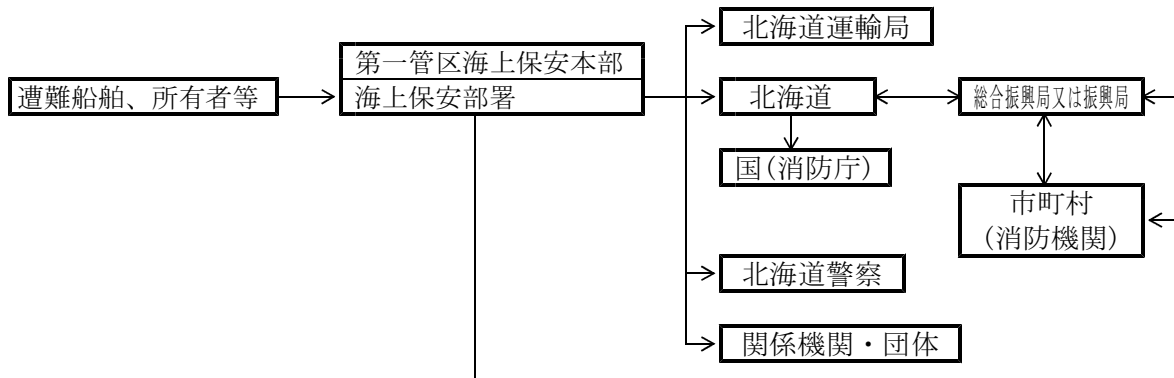 北海道運輸局
第一管区海上保安本部
海上保安部署
遭難船舶、所有者等
北海道
総合振興局又は振興局
国(消防庁)
市町村
(消防機関)
北海道警察
関係機関・団体